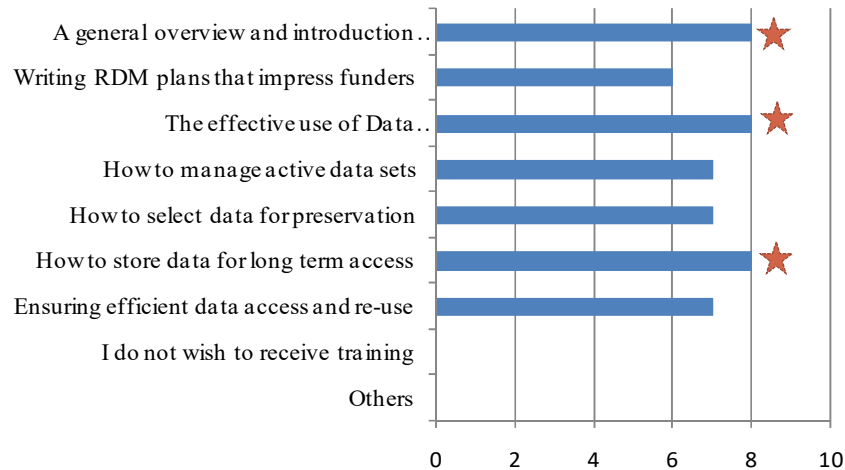 A general overview and introduction ..
Writing RDM plans that impress funders
The effective use of Data ..
How to manage active data sets
How to select data for preservation
How to store data for long term access
Ensuring efficient data access and re-use
I do not wish to receive training
Others
0 2 4 6 8 10